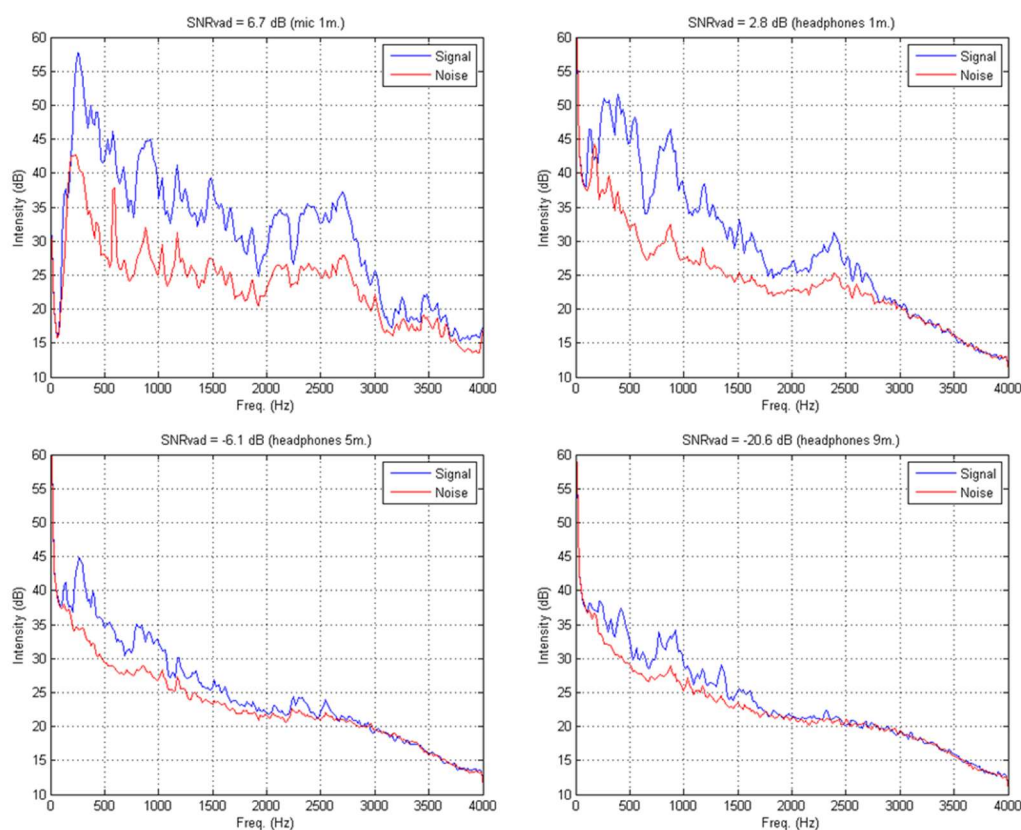 SNRvad = 6.7 dB (mic 1m.)
60
55
50
45
40
35
30
25
20
15
10
Intensity (dB)
Signal
Noise
0 500 1000 1500 2000 2500 3000 3500 4000
Freq. (Hz)
SNRvad = 2.8 dB (headphones 1m.)
60
55
50
45
40
35
30
25
20
15
10
Intensity (dB)
Signal
Noise
0 500 1000 1500 2000 2500 3000 3500 4000
Freq. (Hz)
SNRvad = -6.1 dB (headphones 5m.)
60
55
50
45
40
35
30
25
20
15
10
Intensity (dB)
Signal
Noise
0 500 1000 1500 2000 2500 3000 3500 4000
Freq. (Hz)
SNRvad = -20.6 dB (headphones 9m.)
60
55
50
45
40
35
30
25
20
15
10
Intensity (dB)
Signal
Noise
0 500 1000 1500 2000 2500 3000 3500 4000
Freq. (Hz)